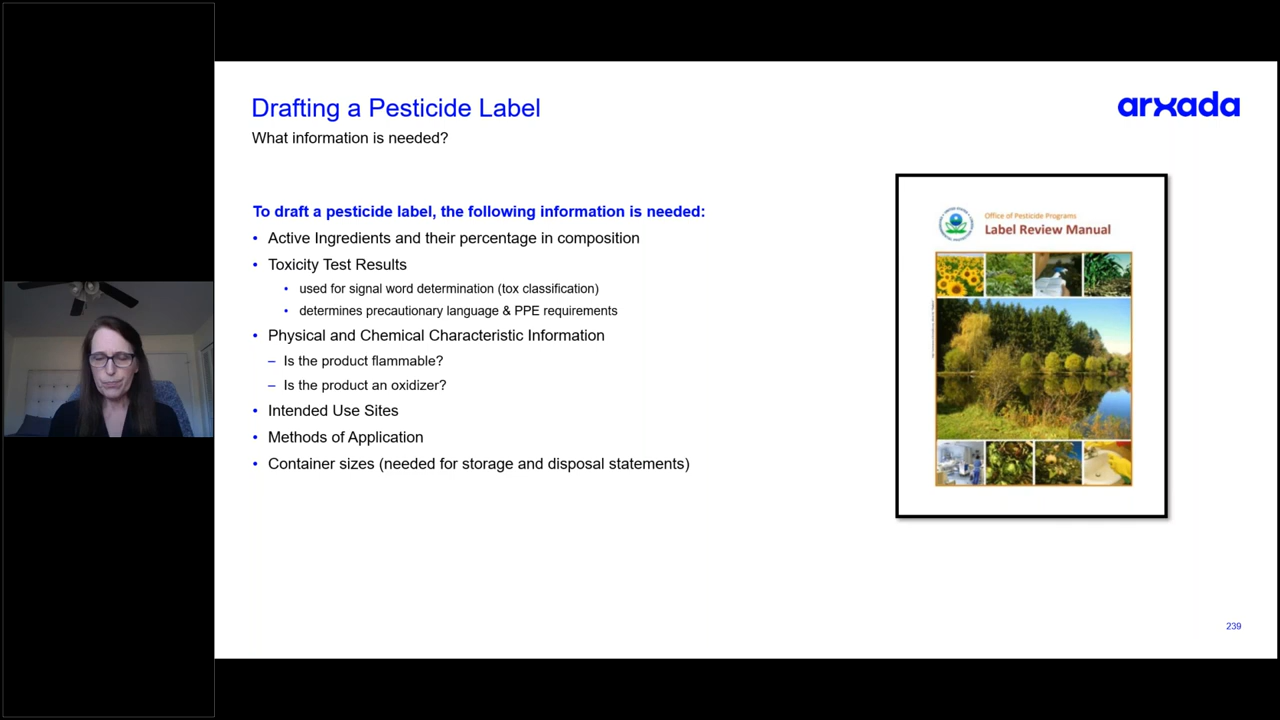 Drafting a Pesticide Label
arxada
What information is needed?
To draft a pesticide label, the following information is needed:
• Active Ingredients and their percentage in composition
• Toxicity Test Results
• used for signal word determination (tox classification)
• determines precautionary language & PPE requirements
• Physical and Chemical Characteristic Information
– Is the product flammable?
– Is the product an oxidizer?
• Intended Use Sites
• Methods of Application
• Container sizes (needed for storage and disposal statements)
Office of Pesticide Programs
Label Review Manual
239